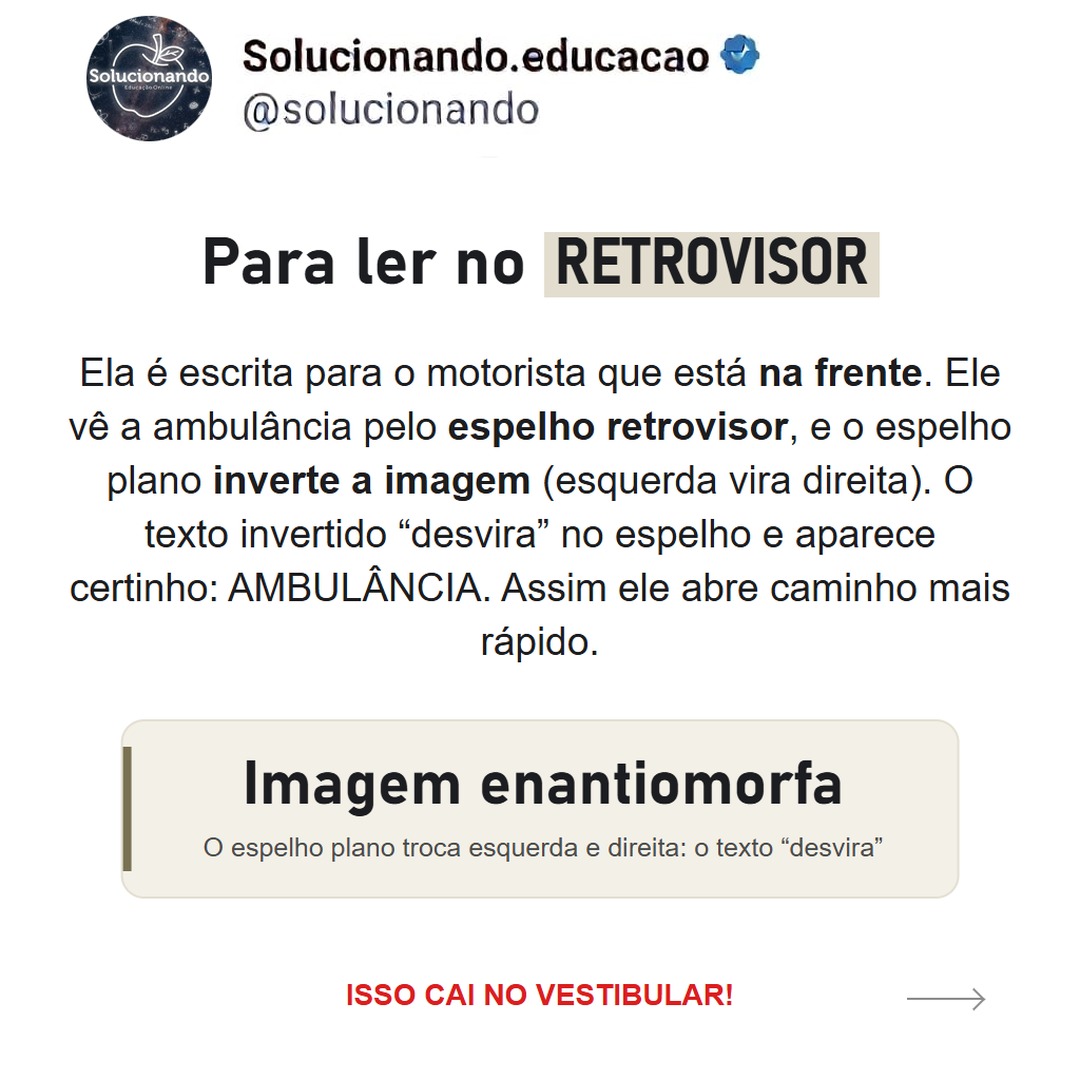 Solucionando
Educação Online
Solucionando.educacao
@solucionando
Para ler no RETROVISOR
Ela é escrita para o motorista que está na frente. Ele
vê a ambulância pelo espelho retrovisor, e o espelho
plano inverte a imagem (esquerda vira direita). O
texto invertido “desvira” no espelho e aparece
certinho: AMBULÂNCIA. Assim ele abre caminho mais
rápido.
Imagem enantiomorfa
O espelho plano troca esquerda e direita: o texto “desvira”
ISSO CAI NO VESTIBULAR!